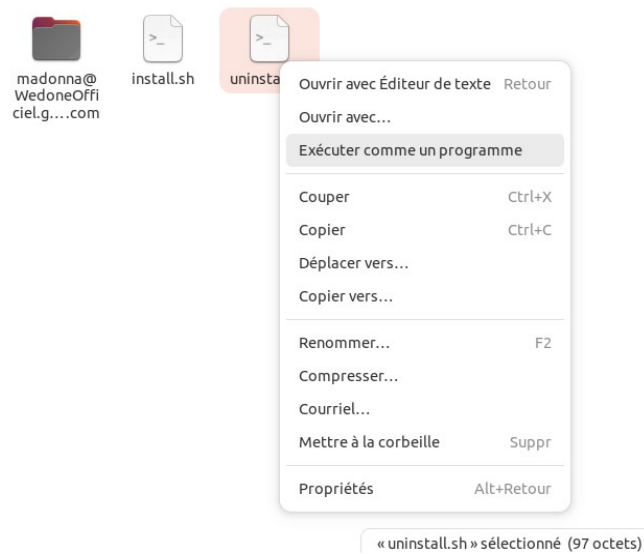 madonna@
WedoneOffi
ciel.g....com
install.sh
uninsta
Ouvrir avec Éditeur de texte Retour
Ouvrir avec...
Exécuter comme un programme
Couper Ctrl+X
Copier Ctrl+C
Déplacer vers...
Copier vers...
Renommer... F2
Compresser...
Courriel...
Mettre à la corbeille Suppr
Propriétés Alt+Retour
« uninstall.sh » sélectionné (97 octets)